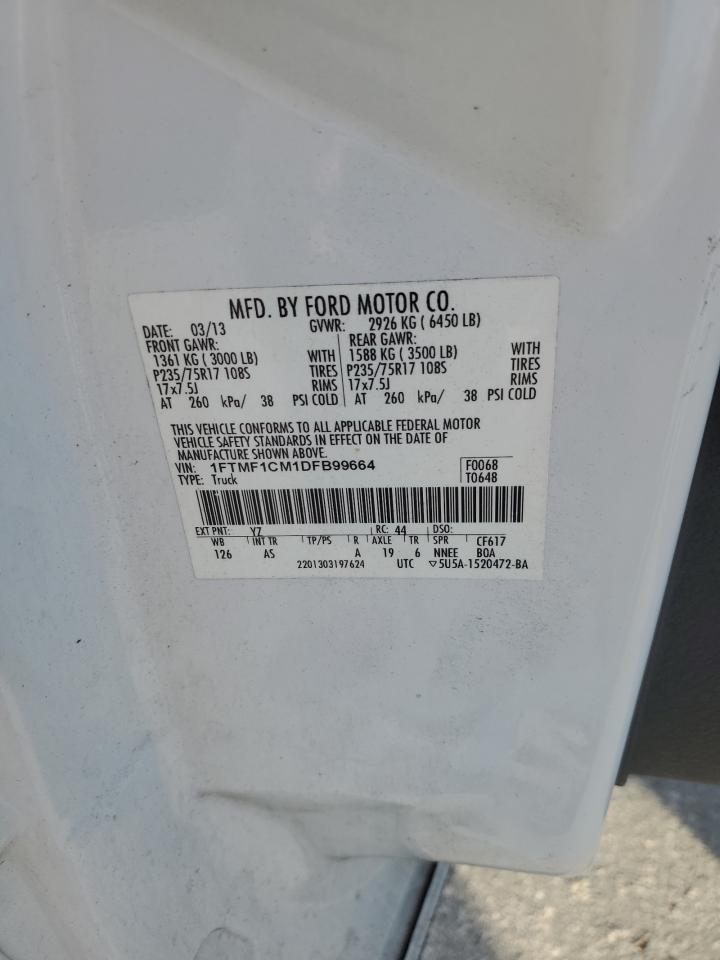 MFD. BY FORD MOTOR CO.
DATE: 03/13 GVWR: 2926 KG ( 6450 LB)
FRONT GAWR: REAR GAWR:
1361 KG ( 3000 LB) WITH 1588 KG ( 3500 LB) WITH
P235/75R17 108S TIRES P235/75R17 108S TIRES
17x7.5J RIMS 17x7.5J RIMS
AT 260 kPa/ 38 PSI COLD AT 260 kPa/ 38 PSI COLD
THIS VEHICLE CONFORMS TO ALL APPLICABLE FEDERAL MOTOR
VEHICLE SAFETY STANDARDS IN EFFECT ON THE DATE OF
MANUFACTURE SHOWN ABOVE.
VIN: 1FTMF1CM1DFB99664 F0068
TYPE: Truck T0648
EXT PNT: YZ RC: 44 DSO:
WB INT TR TP/PS R AXLE TR SPR CF617
126 AS A 19 6 NNEE BOA
2201303197624 UTC ▽5U5A-1520472-BA